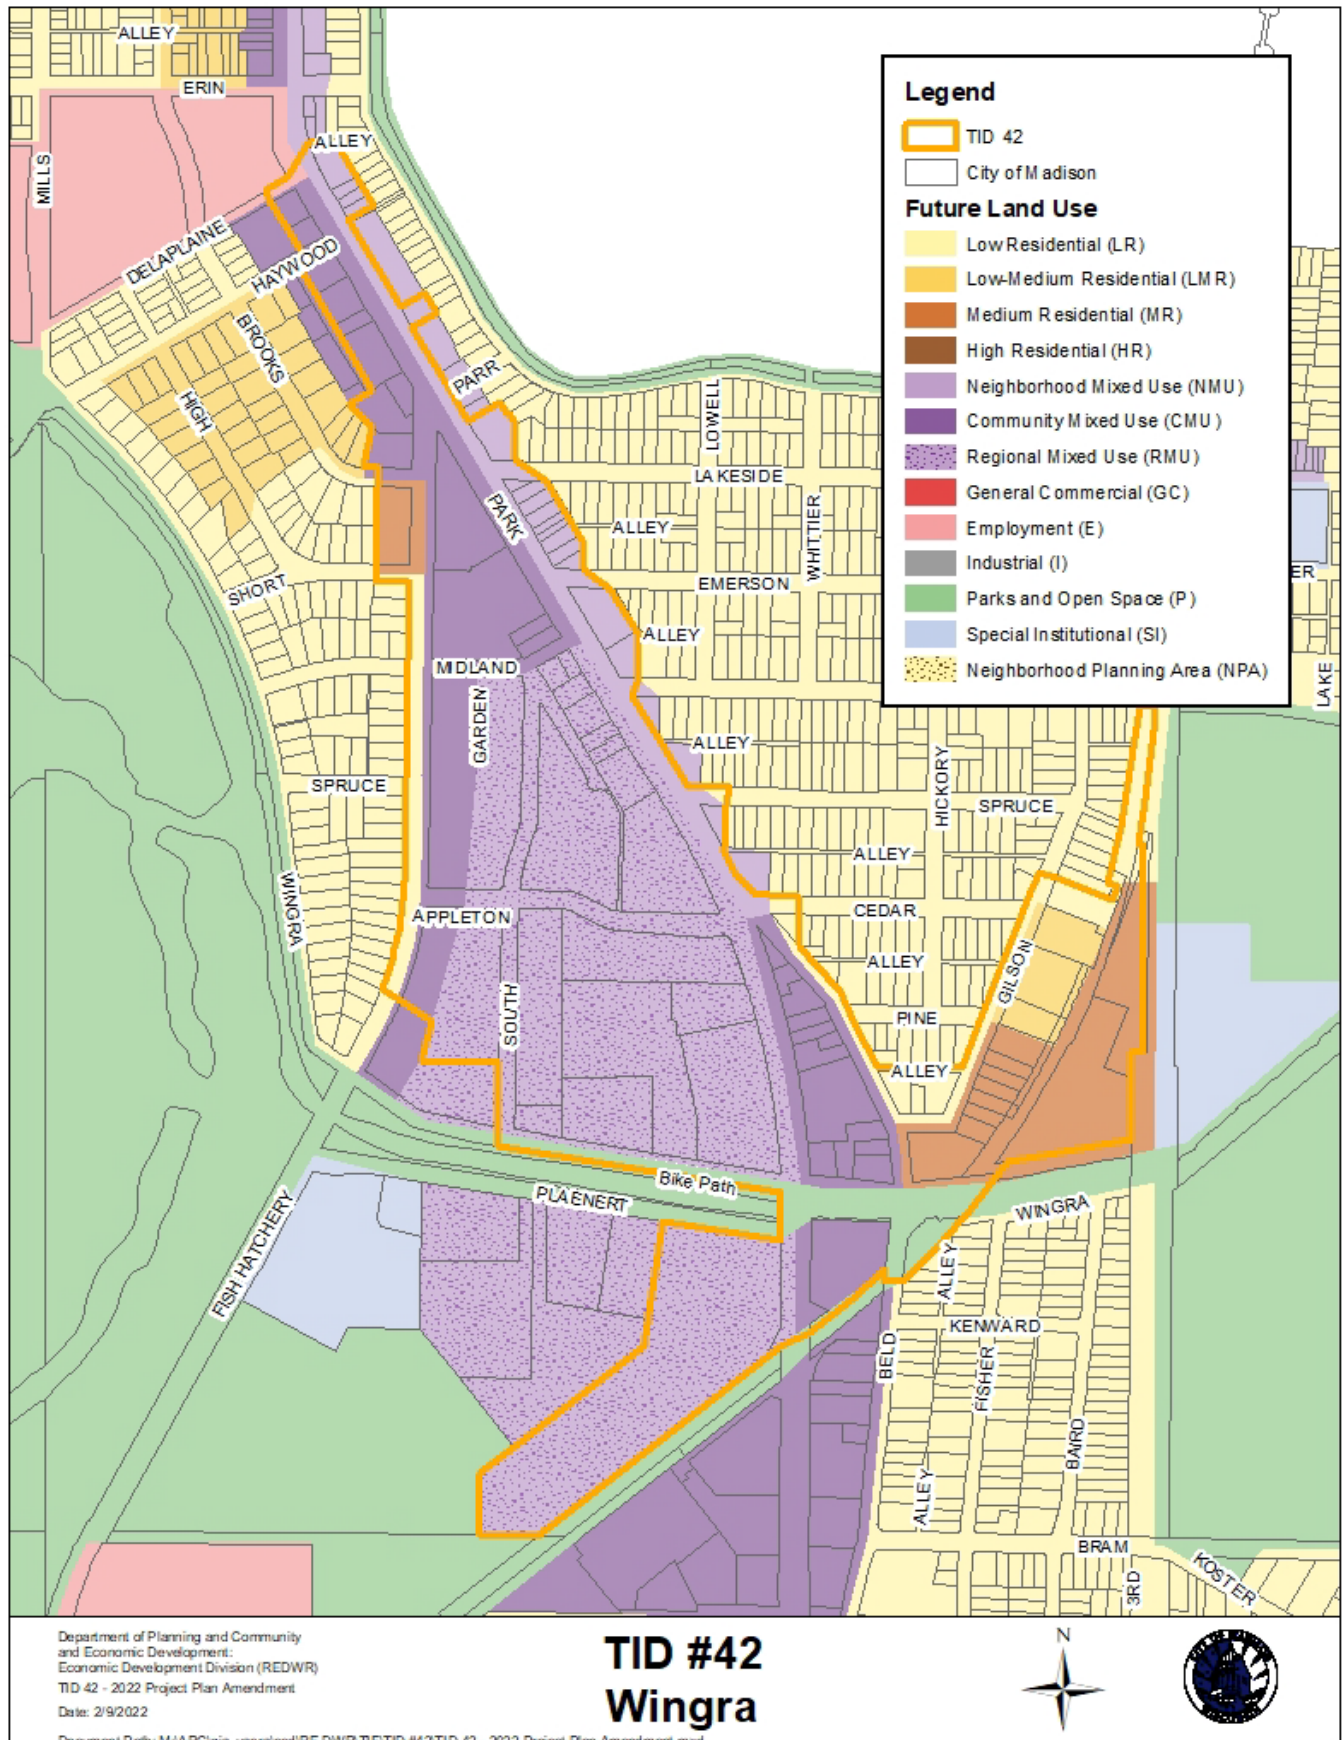 ALLEY
ERIN
ALLEY
MILLS
DELAPLAINE
HAYWOOD
BROOKS
HIGH
PARR
LOWELL
LAKESIDE
WHITTIER
PARK
ALLEY
EMERSON
SHORT
ALLEY
MIDLAND
GARDEN
ALLEY
SPRUCE
HICKORY
SPRUCE
ALLEY
WINGRA
APPLETON
CEDAR
ALLEY
GILSON
SOUTH
PINE
ALLEY
Bike Path
PLAENERT
WINGRA
FISH HATCHERY
ALLEY
KENWARD
BELD
FISHER
BAIRD
ALLEY
BRAM
3RD
KOSTER
ER
LAKE
Legend
TID 42
City of Madison
Future Land Use
Low Residential (LR)
Low-Medium Residential (LMR)
Medium Residential (MR)
High Residential (HR)
Neighborhood Mixed Use (NMU)
Community Mixed Use (CMU)
Regional Mixed Use (RMU)
General Commercial (GC)
Employment (E)
Industrial (I)
Parks and Open Space (P)
Special Institutional (SI)
Neighborhood Planning Area (NPA)
Department of Planning and Community
and Economic Development:
Economic Development Division (REDWR)
TID 42 - 2022 Project Plan Amendment
Date: 2/9/2022
TID #42
Wingra
N